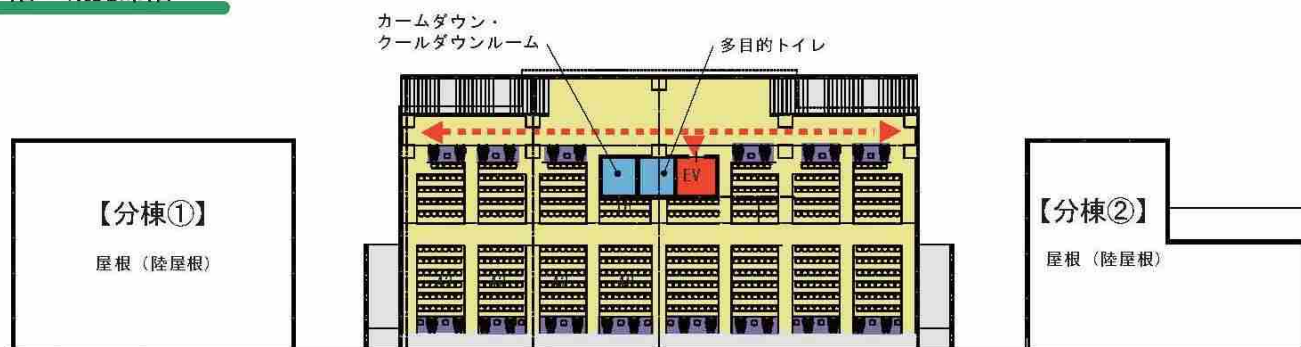 カームダウン・
クールダウンルーム
多目的トイレ
EV
【分棟①】
屋根（陸屋根）
【分棟②】
屋根（陸屋根）